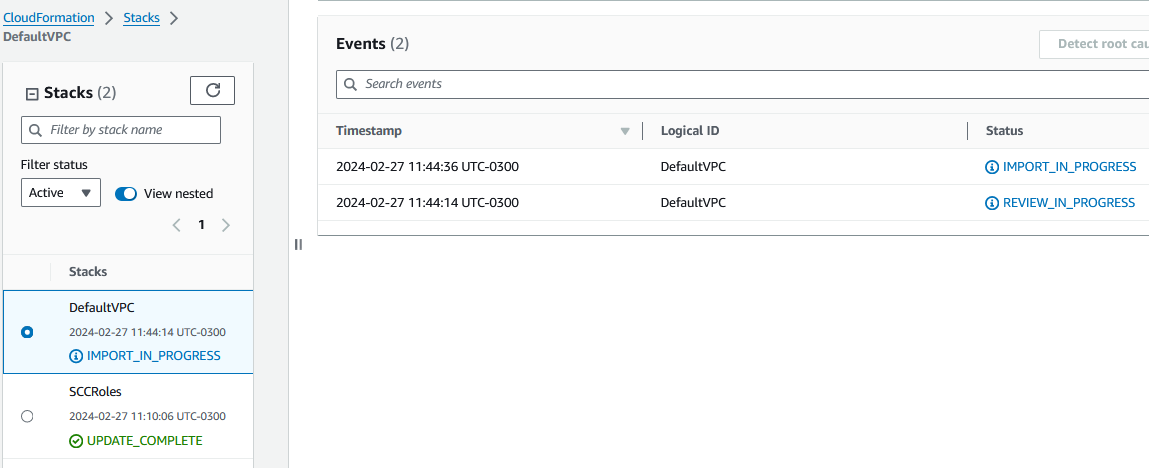 CloudFormation > Stacks >
DefaultVPC
Stacks (2)
Filter by stack name
Filter status
Active
View nested
1
Stacks
DefaultVPC
2024-02-27 11:44:14 UTC-0300
IMPORT_IN_PROGRESS
SCCRoles
2024-02-27 11:10:06 UTC-0300
UPDATE_COMPLETE
Events (2)
Detect root cau
Search events
Timestamp Logical ID Status
2024-02-27 11:44:36 UTC-0300 DefaultVPC IMPORT_IN_PROGRESS
2024-02-27 11:44:14 UTC-0300 DefaultVPC REVIEW_IN_PROGRESS